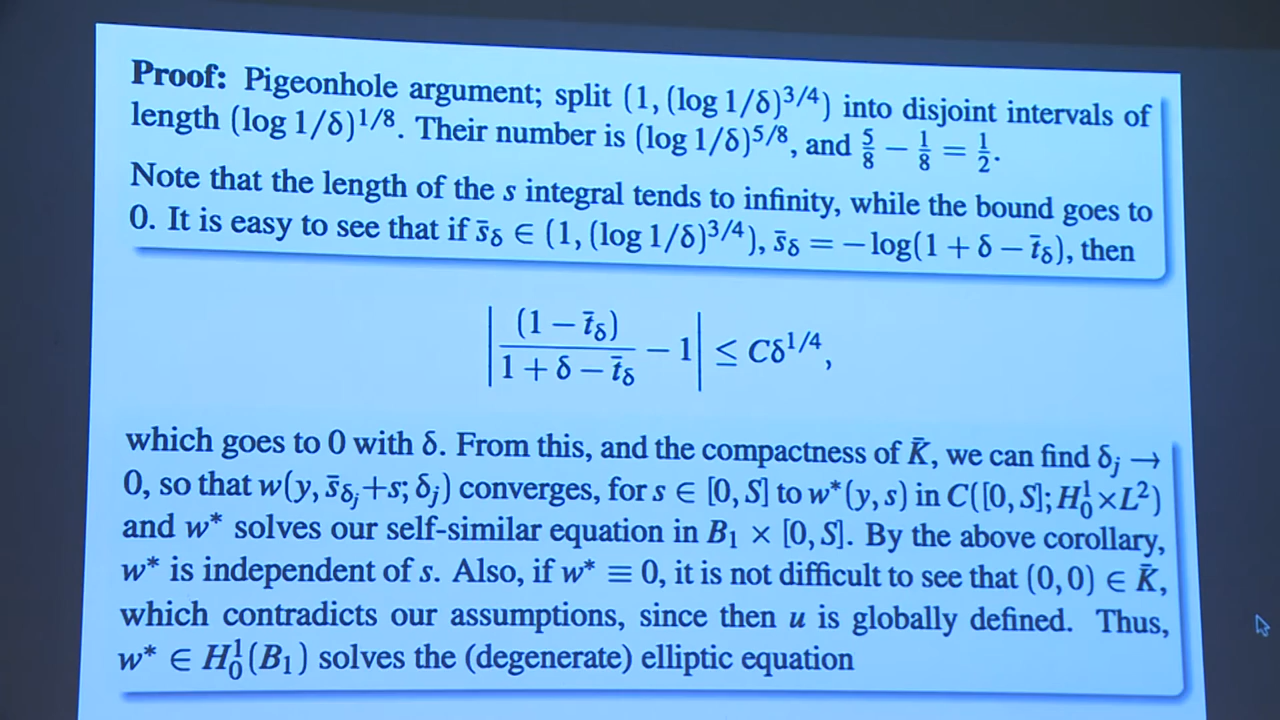 Proof: Pigeonhole argument; split (1, (log 1/δ)^{3/4}) into disjoint intervals of
length (log 1/δ)^{1/8}. Their number is (log 1/δ)^{5/8}, and 5/8 − 1/8 = 1/2.
Note that the length of the s integral tends to infinity, while the bound goes to
0. It is easy to see that if s̄_δ ∈ (1, (log 1/δ)^{3/4}), s̄_δ = − log(1 + δ − t̄_δ), then
| (1 − t̄_δ) / (1 + δ − t̄_δ) − 1 | ≤ Cδ^{1/4},
which goes to 0 with δ. From this, and the compactness of K̄, we can find δ_j →
0, so that w(y, s̄_{δ_j}+s; δ_j) converges, for s ∈ [0, S] to w*(y, s) in C([0, S]; H^1_0×L^2)
and w* solves our self-similar equation in B_1 × [0, S]. By the above corollary,
w* is independent of s. Also, if w* ≡ 0, it is not difficult to see that (0, 0) ∈ K̄,
which contradicts our assumptions, since then u is globally defined. Thus,
w* ∈ H^1_0(B_1) solves the (degenerate) elliptic equation